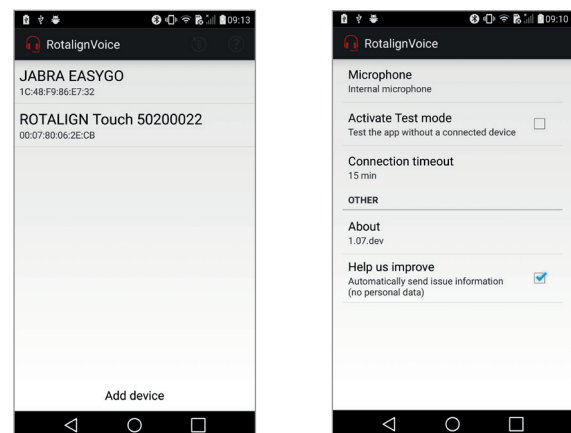 09:13
RotalignVoice
JABRA EASYGO
1C:48:F9:86:E7:32
ROTALIGN Touch 50200022
00:07:80:06:2E:CB
Add device
09:10
RotalignVoice
Microphone
Internal microphone
Activate Test mode
Test the app without a connected device
Connection timeout
15 min
OTHER
About
1.07.dev
Help us improve
Automatically send issue information
(no personal data)